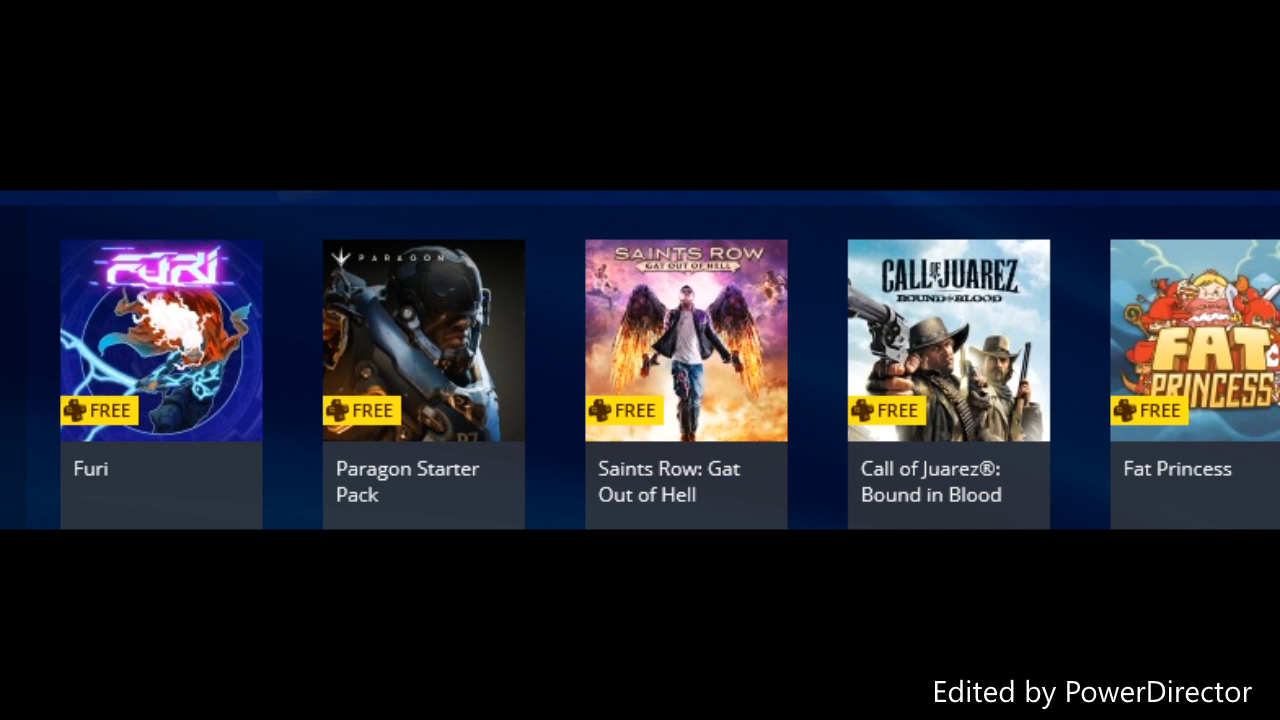 FURI
PARAGON
SAINTS ROW
GAT OUT OF HELL
CALL OF JUAREZ
BOUND IN BLOOD
FAT
PRINCESS
FREE
FREE
FREE
FREE
FREE
Furi
Paragon Starter
Pack
Saints Row: Gat
Out of Hell
Call of Juarez®:
Bound in Blood
Fat Princess
Edited by PowerDirector